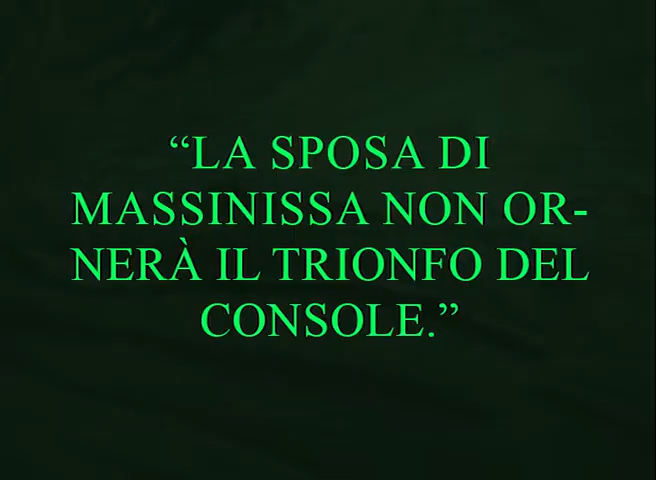 “LA SPOSA DI
MASSINISSA NON OR-
NERÀ IL TRIONFO DEL
CONSOLE.”